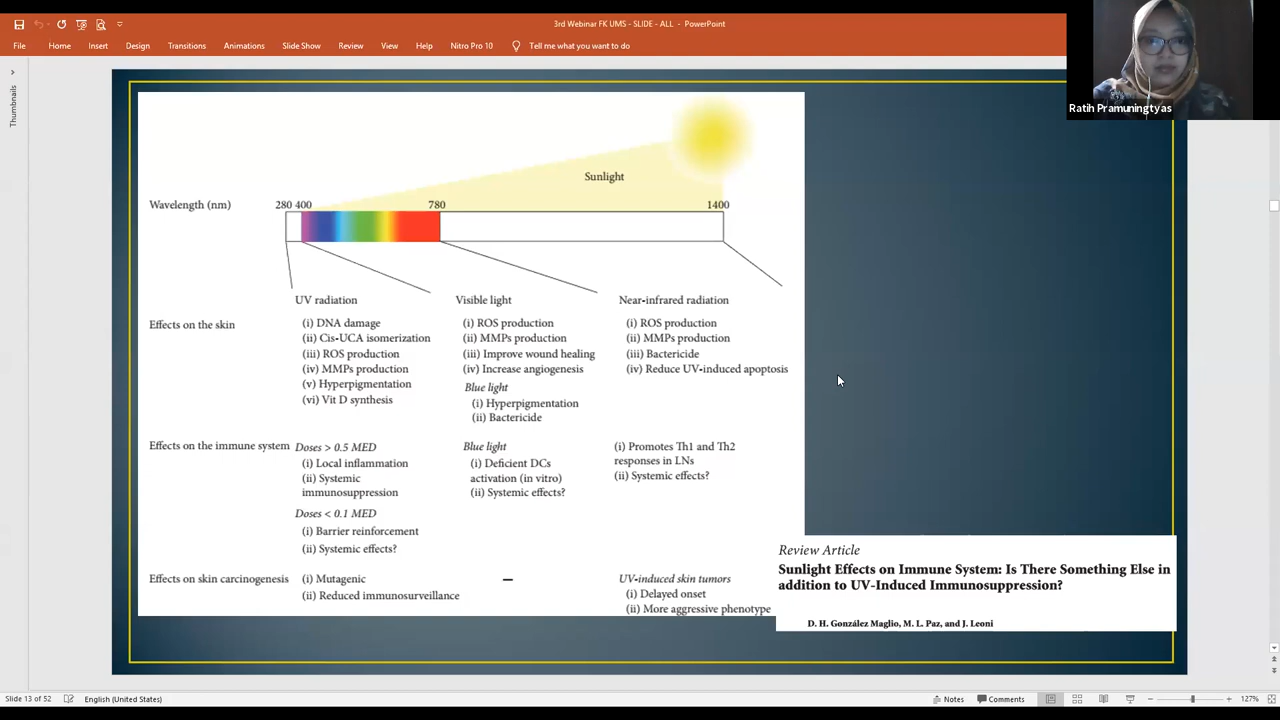 3rd Webinar FK UMS - SLIDE - ALL - PowerPoint
File Home Insert Design Transitions Animations Slide Show Review View Help Nitro Pro 10 Tell me what you want to do
Ratih Pramuningtyas
Thumbnails
Sunlight
Wavelength (nm) 280 400 780 1400
UV radiation Visible light Near-infrared radiation
Effects on the skin (i) DNA damage (i) ROS production (i) ROS production
(ii) Cis-UCA isomerization (ii) MMPs production (ii) MMPs production
(iii) ROS production (iii) Improve wound healing (iii) Bactericide
(iv) MMPs production (iv) Increase angiogenesis (iv) Reduce UV-induced apoptosis
(v) Hyperpigmentation Blue light
(vi) Vit D synthesis (i) Hyperpigmentation
(ii) Bactericide
Effects on the immune system Doses > 0.5 MED Blue light (i) Promotes Th1 and Th2
(i) Local inflammation (i) Deficient DCs responses in LNs
(ii) Systemic activation (in vitro) (ii) Systemic effects?
immunosuppression (ii) Systemic effects?
Doses < 0.1 MED
(i) Barrier reinforcement
(ii) Systemic effects?
Effects on skin carcinogenesis (i) Mutagenic – UV-induced skin tumors
(ii) Reduced immunosurveillance (i) Delayed onset
(ii) More aggressive phenotype
Review Article
Sunlight Effects on Immune System: Is There Something Else in
addition to UV-Induced Immunosuppression?
D. H. González Maglio, M. L. Paz, and J. Leoni
Slide 13 of 52 English (United States) Notes Comments 127%